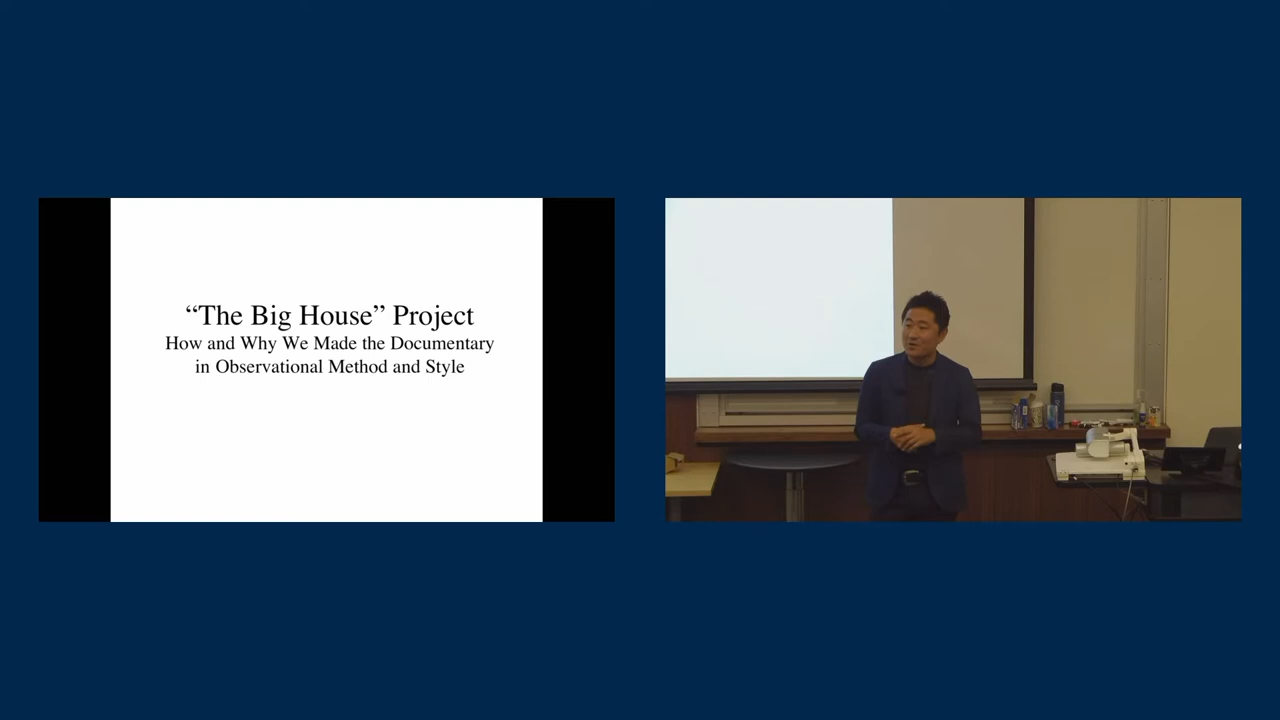 “The Big House” Project
How and Why We Made the Documentary
in Observational Method and Style